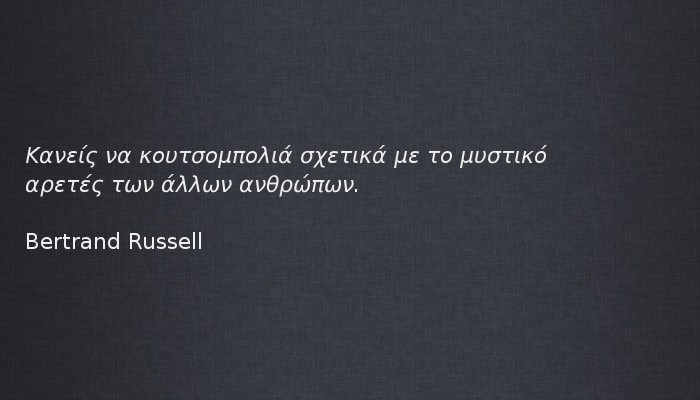 Κανείς να κουτσομπολιά σχετικά με το μυστικό
αρετές των άλλων ανθρώπων.
Bertrand Russell